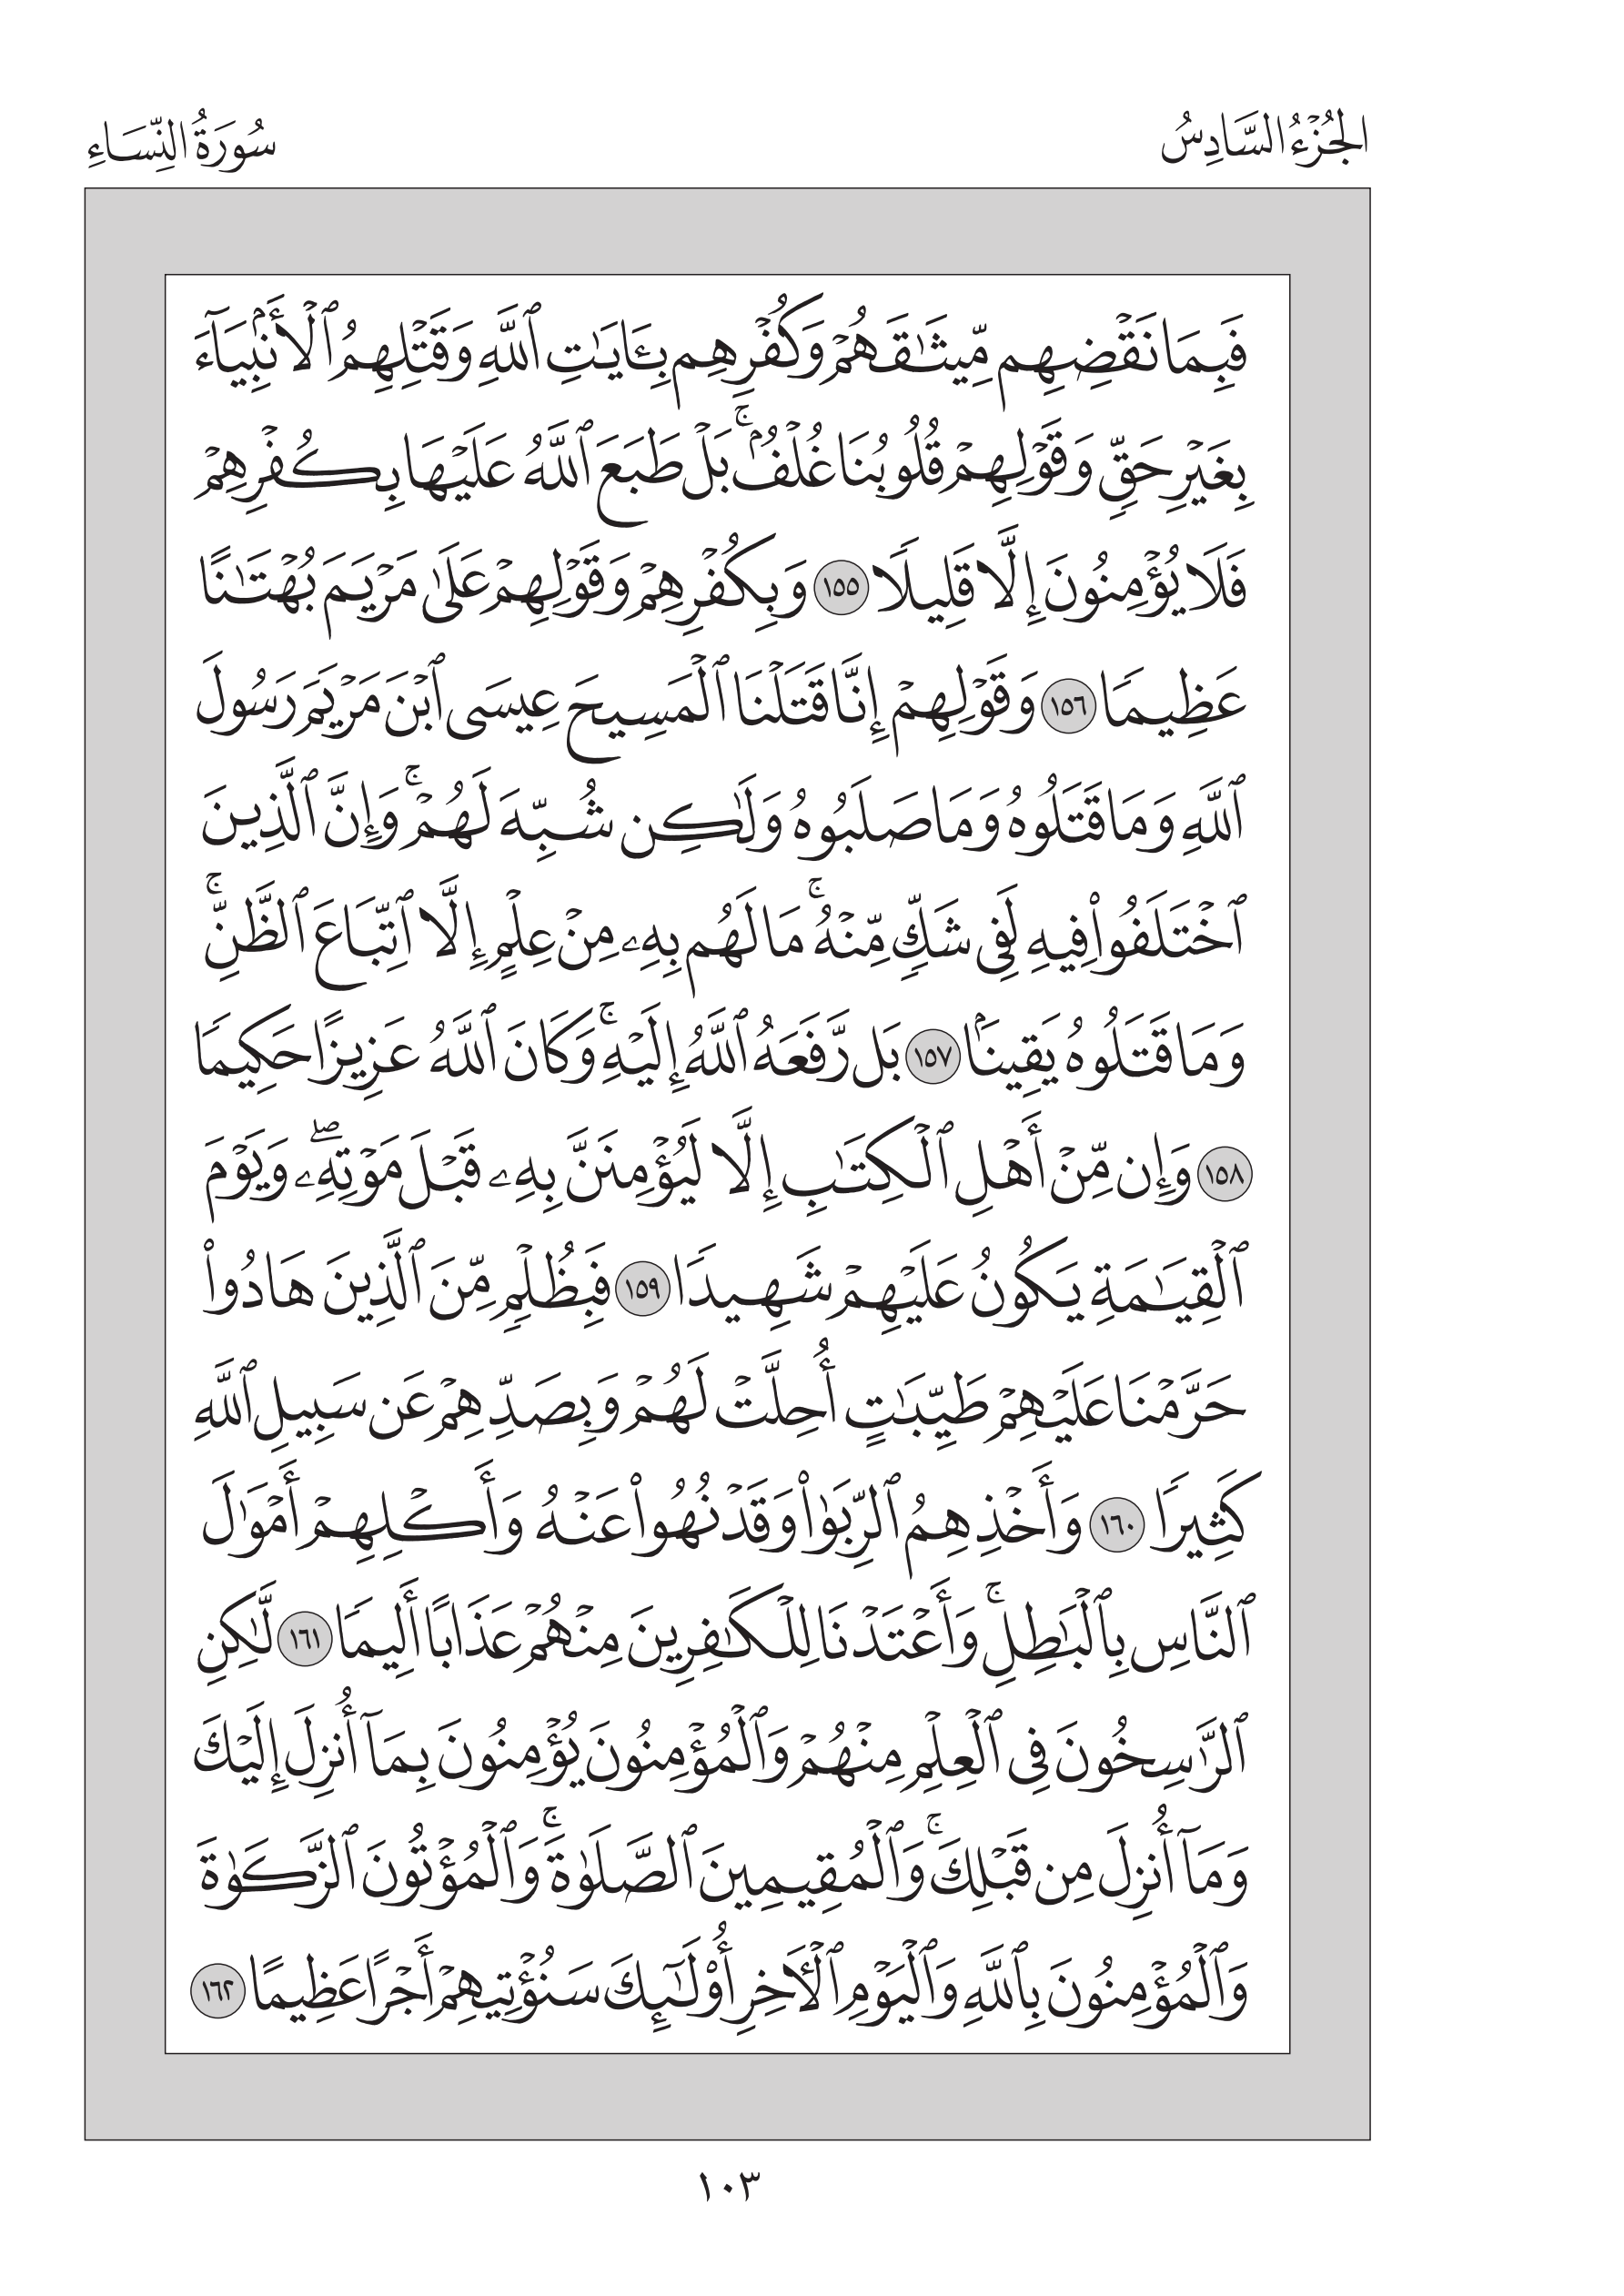 الجُزْءُ السَّادِسُ
سُورَةُ النِّسَاءِ
فَبِمَا نَقۡضِهِم مِّيثَٰقَهُمۡ وَكُفۡرِهِم بِـَٔايَٰتِ ٱللَّهِ وَقَتۡلِهِمُ ٱلۡأَنۢبِيَآءَ
بِغَيۡرِ حَقّٖ وَقَوۡلِهِمۡ قُلُوبُنَا غُلۡفُۢۚ بَلۡ طَبَعَ ٱللَّهُ عَلَيۡهَا بِكُفۡرِهِمۡ
فَلَا يُؤۡمِنُونَ إِلَّا قَلِيلٗا ١٥٥ وَبِكُفۡرِهِمۡ وَقَوۡلِهِمۡ عَلَىٰ مَرۡيَمَ بُهۡتَٰنًا
عَظِيمٗا ١٥٦ وَقَوۡلِهِمۡ إِنَّا قَتَلۡنَا ٱلۡمَسِيحَ عِيسَى ٱبۡنَ مَرۡيَمَ رَسُولَ
ٱللَّهِ وَمَا قَتَلُوهُ وَمَا صَلَبُوهُ وَلَٰكِن شُبِّهَ لَهُمۡۚ وَإِنَّ ٱلَّذِينَ
ٱخۡتَلَفُواْ فِيهِ لَفِي شَكّٖ مِّنۡهُۚ مَا لَهُم بِهِۦ مِنۡ عِلۡمٍ إِلَّا ٱتِّبَاعَ ٱلظَّنِّۚ
وَمَا قَتَلُوهُ يَقِينَۢا ١٥٧ بَل رَّفَعَهُ ٱللَّهُ إِلَيۡهِۚ وَكَانَ ٱللَّهُ عَزِيزًا حَكِيمٗا
١٥٨ وَإِن مِّنۡ أَهۡلِ ٱلۡكِتَٰبِ إِلَّا لَيُؤۡمِنَنَّ بِهِۦ قَبۡلَ مَوۡتِهِۦۖ وَيَوۡمَ
ٱلۡقِيَٰمَةِ يَكُونُ عَلَيۡهِمۡ شَهِيدٗا ١٥٩ فَبِظُلۡمٖ مِّنَ ٱلَّذِينَ هَادُواْ
حَرَّمۡنَا عَلَيۡهِمۡ طَيِّبَٰتٍ أُحِلَّتۡ لَهُمۡ وَبِصَدِّهِمۡ عَن سَبِيلِ ٱللَّهِ
كَثِيرٗا ١٦٠ وَأَخۡذِهِمُ ٱلرِّبَوٰاْ وَقَدۡ نُهُواْ عَنۡهُ وَأَكۡلِهِمۡ أَمۡوَٰلَ
ٱلنَّاسِ بِٱلۡبَٰطِلِۚ وَأَعۡتَدۡنَا لِلۡكَٰفِرِينَ مِنۡهُمۡ عَذَابًا أَلِيمٗا ١٦١ لَّٰكِنِ
ٱلرَّٰسِخُونَ فِي ٱلۡعِلۡمِ مِنۡهُمۡ وَٱلۡمُؤۡمِنُونَ يُؤۡمِنُونَ بِمَآ أُنزِلَ إِلَيۡكَ
وَمَآ أُنزِلَ مِن قَبۡلِكَۚ وَٱلۡمُقِيمِينَ ٱلصَّلَوٰةَۚ وَٱلۡمُؤۡتُونَ ٱلزَّكَوٰةَ
وَٱلۡمُؤۡمِنُونَ بِٱللَّهِ وَٱلۡيَوۡمِ ٱلۡأٓخِرِ أُوْلَٰٓئِكَ سَنُؤۡتِيهِمۡ أَجۡرًا عَظِيمًا ١٦٢
١٠٣